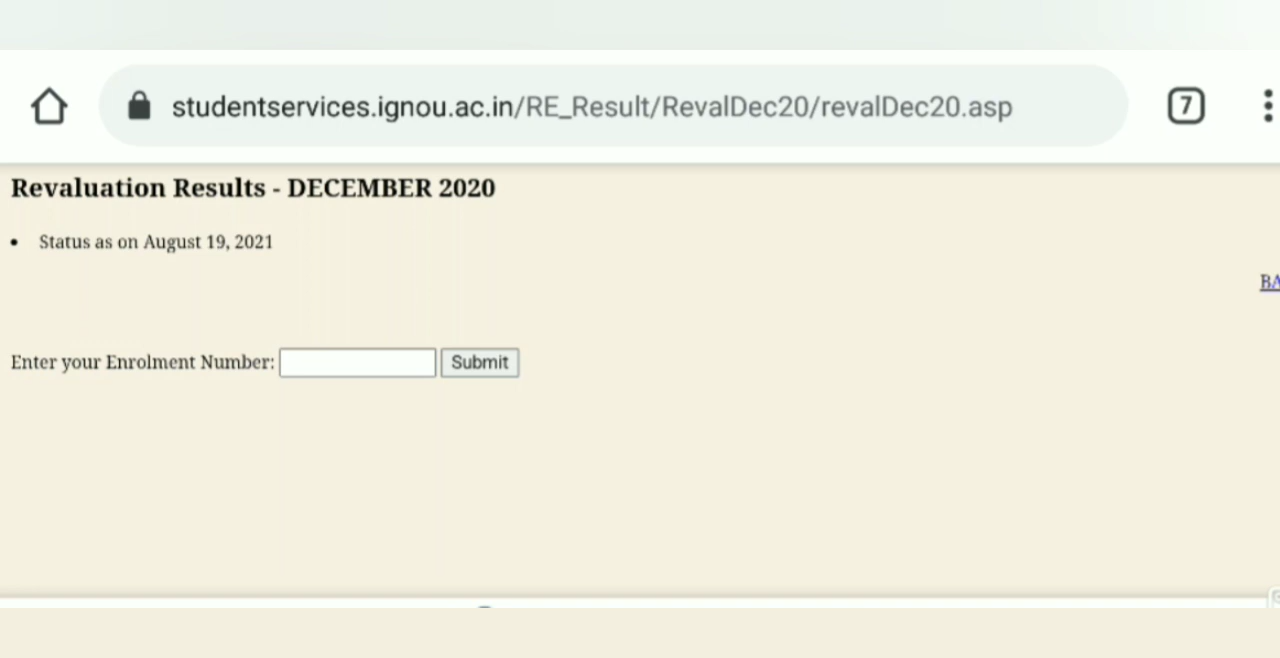 studentservices.ignou.ac.in/RE_Result/RevalDec20/revalDec20.asp
7
Revaluation Results - DECEMBER 2020
• Status as on August 19, 2021
Enter your Enrolment Number:
Submit